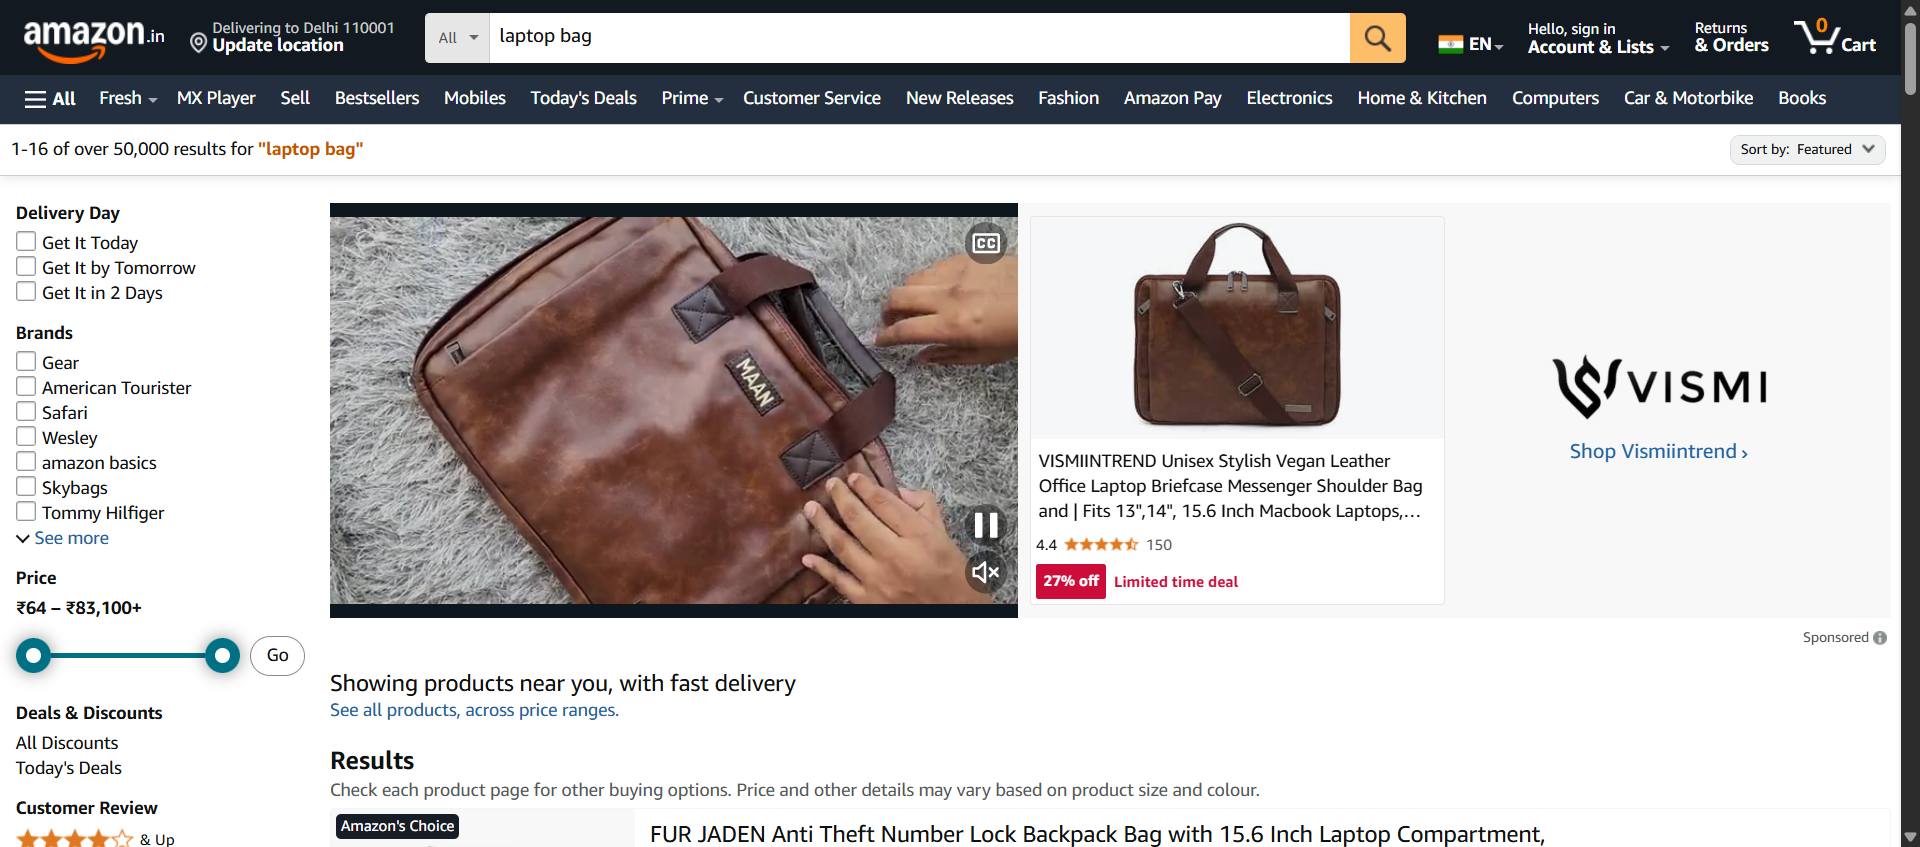 amazon.in
Delivering to Delhi 110001
Update location
All
laptop bag
EN
Hello, sign in
Account & Lists
Returns
& Orders
0
Cart
All
Fresh
MX Player
Sell
Bestsellers
Mobiles
Today's Deals
Prime
Customer Service
New Releases
Fashion
Amazon Pay
Electronics
Home & Kitchen
Computers
Car & Motorbike
Books
1-16 of over 50,000 results for "laptop bag"
Sort by: Featured
Delivery Day
Get It Today
Get It by Tomorrow
Get It in 2 Days
Brands
Gear
American Tourister
Safari
Wesley
amazon basics
Skybags
Tommy Hilfiger
See more
Price
₹64 – ₹83,100+
Go
Deals & Discounts
All Discounts
Today's Deals
Customer Review
& Up
CC
MAAN
VISMIINTREND Unisex Stylish Vegan Leather
Office Laptop Briefcase Messenger Shoulder Bag
and | Fits 13",14", 15.6 Inch Macbook Laptops,...
4.4
150
27% off
Limited time deal
VISMI
Shop Vismiintrend ›
Sponsored
Showing products near you, with fast delivery
See all products, across price ranges.
Results
Check each product page for other buying options. Price and other details may vary based on product size and colour.
Amazon's Choice
FUR JADEN Anti Theft Number Lock Backpack Bag with 15.6 Inch Laptop Compartment,